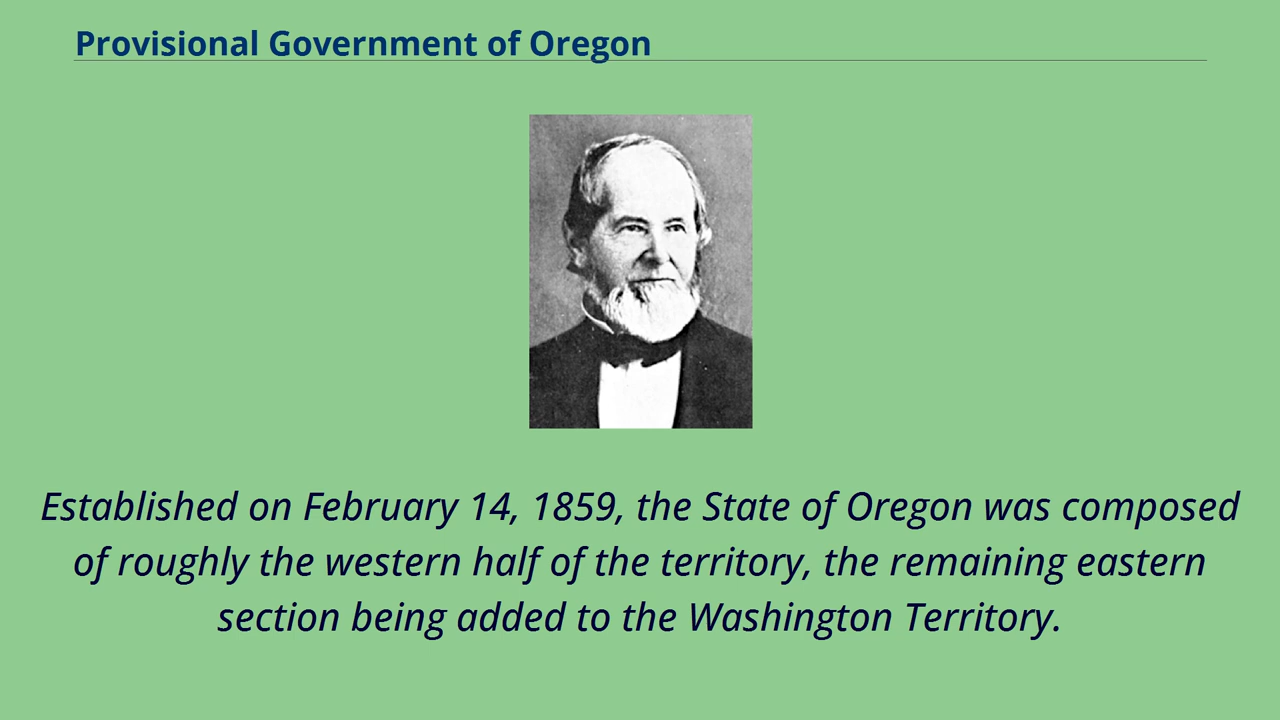 Provisional Government of Oregon
Established on February 14, 1859, the State of Oregon was composed
of roughly the western half of the territory, the remaining eastern
section being added to the Washington Territory.